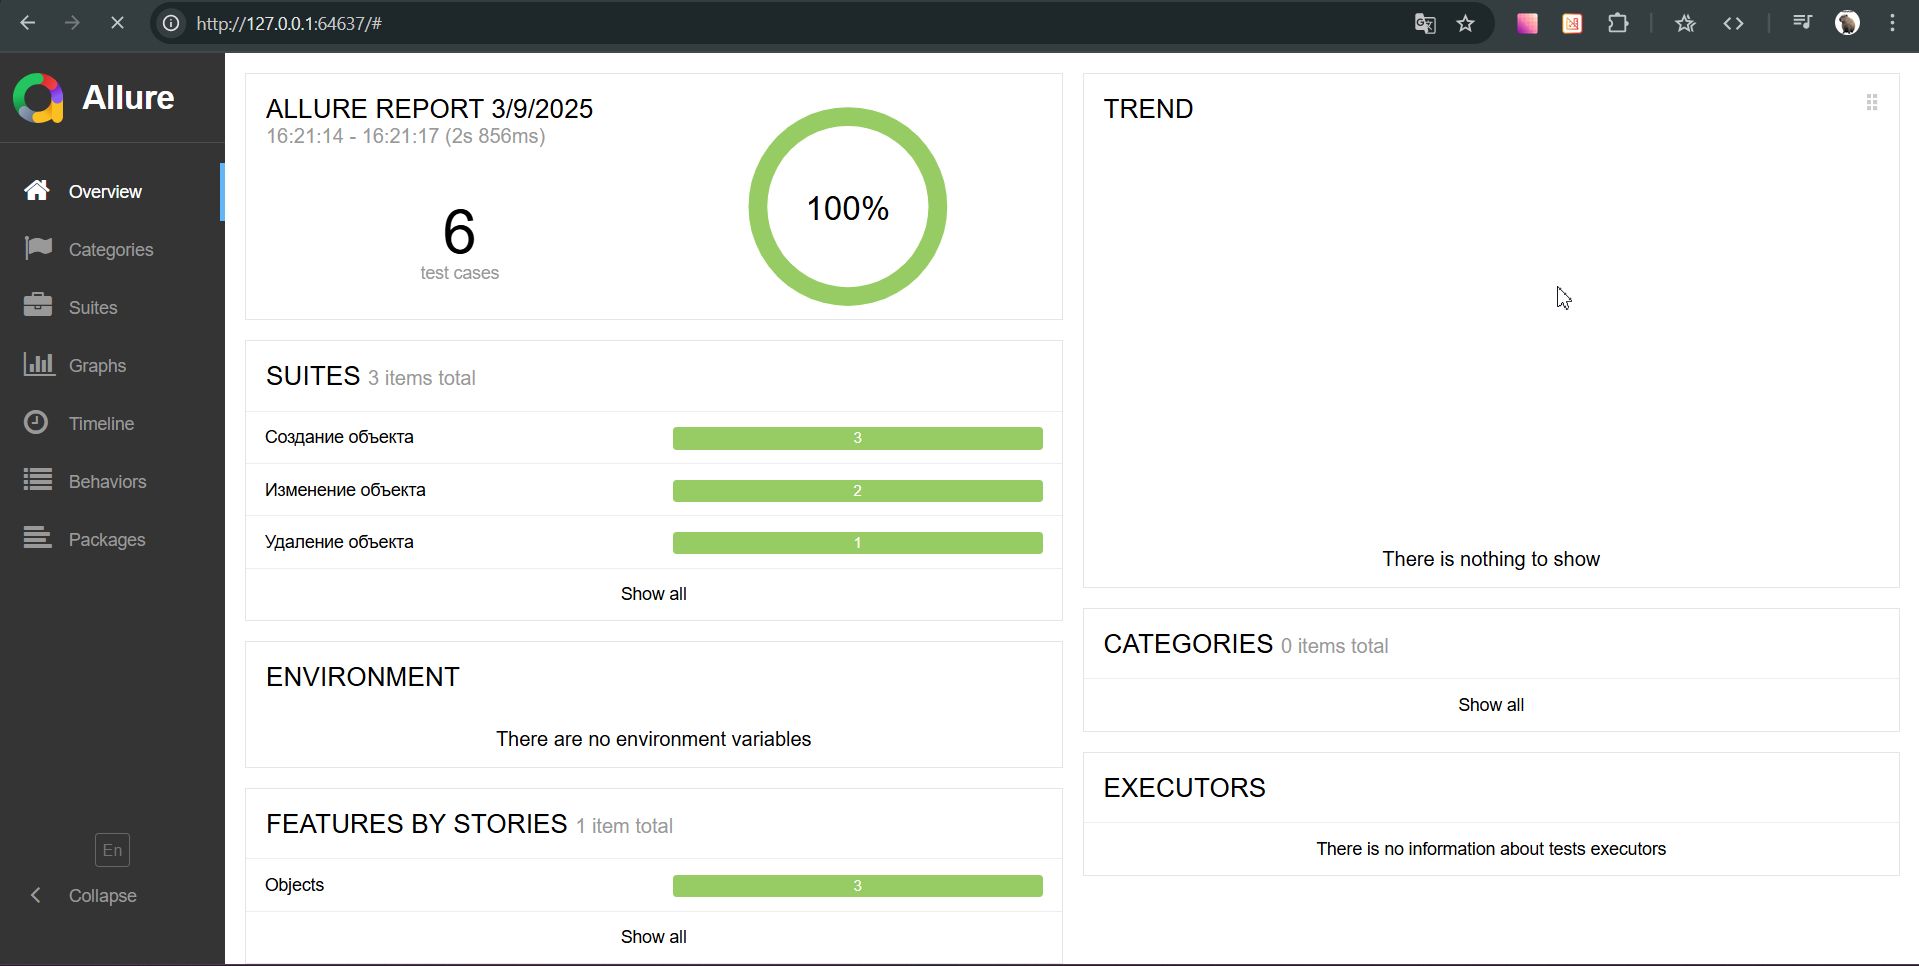 http://127.0.0.1:64637/#
Allure
Overview
Categories
Suites
Graphs
Timeline
Behaviors
Packages
En
Collapse
ALLURE REPORT 3/9/2025
16:21:14 - 16:21:17 (2s 856ms)
6
test cases
100%
SUITES 3 items total
Создание объекта 3
Изменение объекта 2
Удаление объекта 1
Show all
ENVIRONMENT
There are no environment variables
FEATURES BY STORIES 1 item total
Objects 3
Show all
TREND
There is nothing to show
CATEGORIES 0 items total
Show all
EXECUTORS
There is no information about tests executors